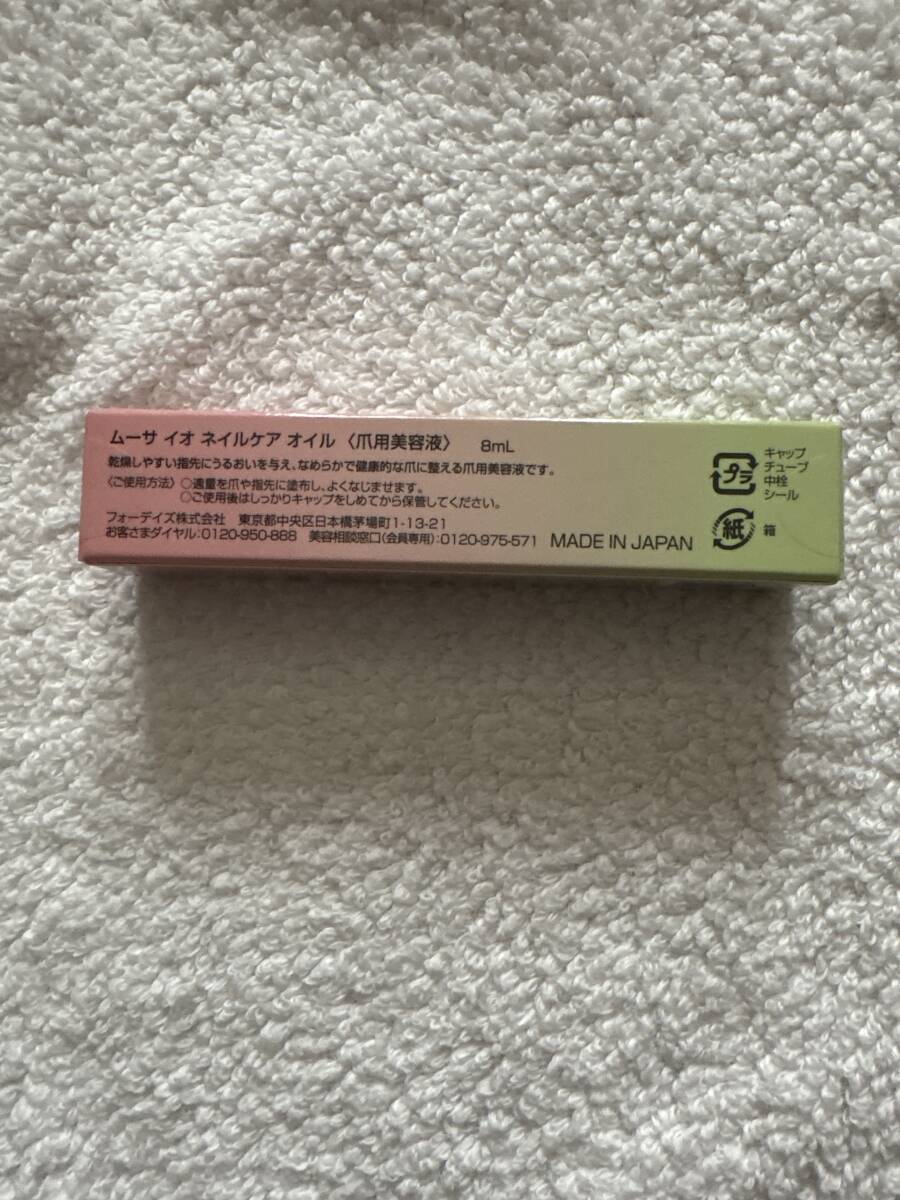 ムーサ イオ ネイルケア オイル〈爪用美容液〉 8mL
乾燥しやすい指先にうるおいを与え、なめらかで健康的な爪に整える爪用美容液です。
〈ご使用方法〉○適量を爪や指先に塗布し、よくなじませます。
○ご使用後はしっかりキャップをしめてから保管してください。
フォーデイズ株式会社 東京都中央区日本橋茅場町1-13-21
お客さまダイヤル:0120-950-888 美容相談窓口(会員専用):0120-975-571 MADE IN JAPAN
プラ
キャップ
チューブ
中栓
シール
紙
箱